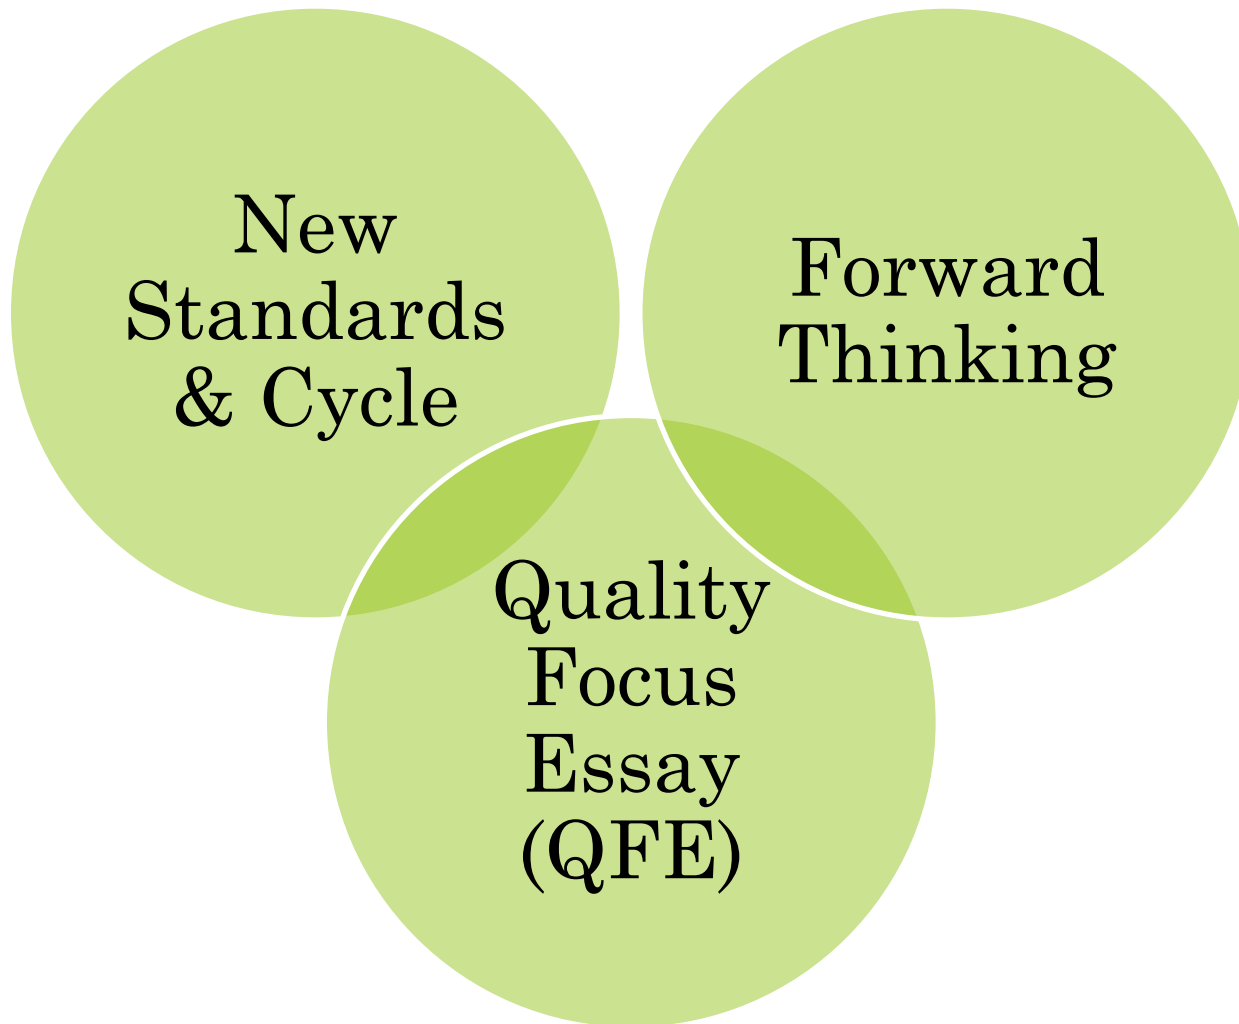 New
Standards
& Cycle
Forward
Thinking
Quality
Focus
Essay
(QFE)